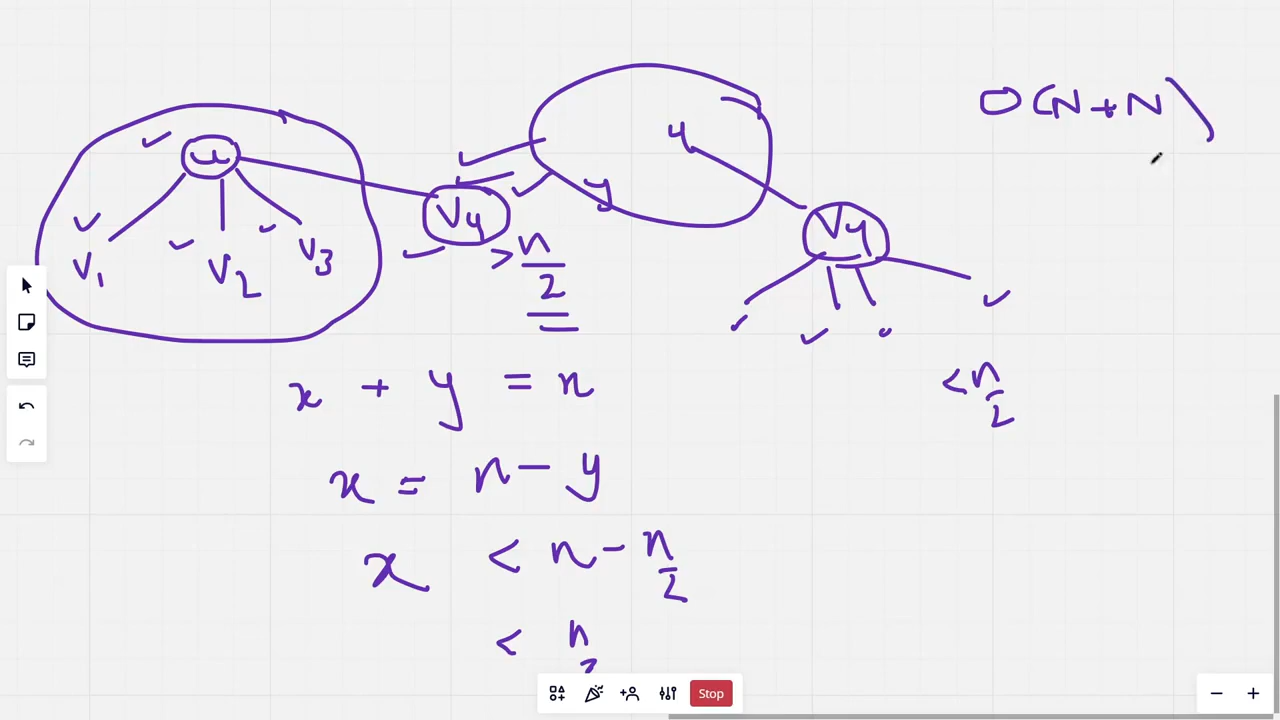 O(N+N)
u
u
y
V4
V4
V1
V2
V3
> n/2
x + y = n
< n/2
x = n - y
x < n - n/2
< n/2
Stop